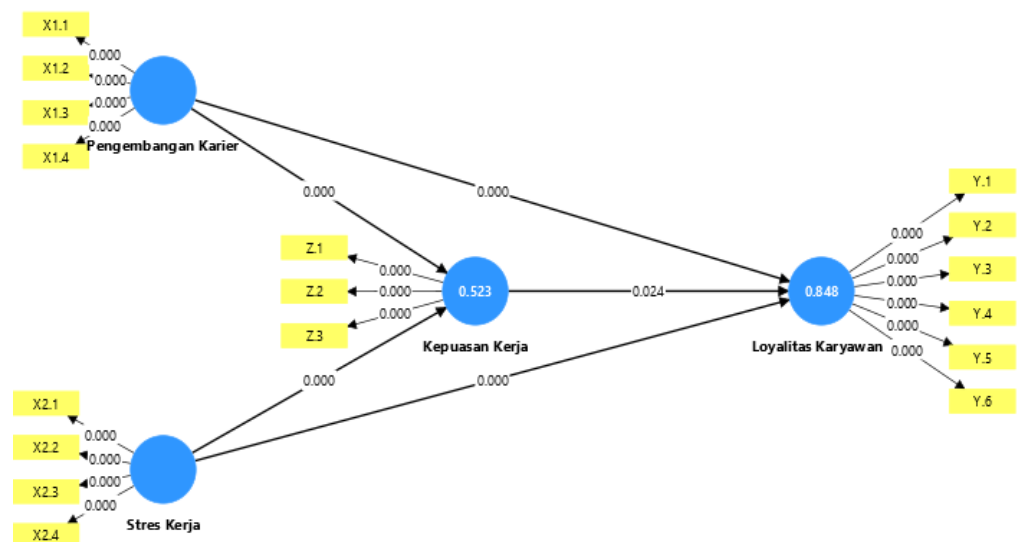 X1.1
0.000
X1.2
0.000
0.000
X1.3
0.000
X1.4
Pengembangan Karier
0.000
0.000
Z.1
0.000
Z.2
0.000
0.523
0.000
Z.3
Kepuasan Kerja
0.024
0.848
Loyalitas Karyawan
Y.1
0.000
Y.2
0.000
Y.3
0.000
0.000
Y.4
0.000
Y.5
0.000
Y.6
0.000
0.000
X2.1
0.000
X2.2
0.000
0.000
X2.3
0.000
X2.4
Stres Kerja